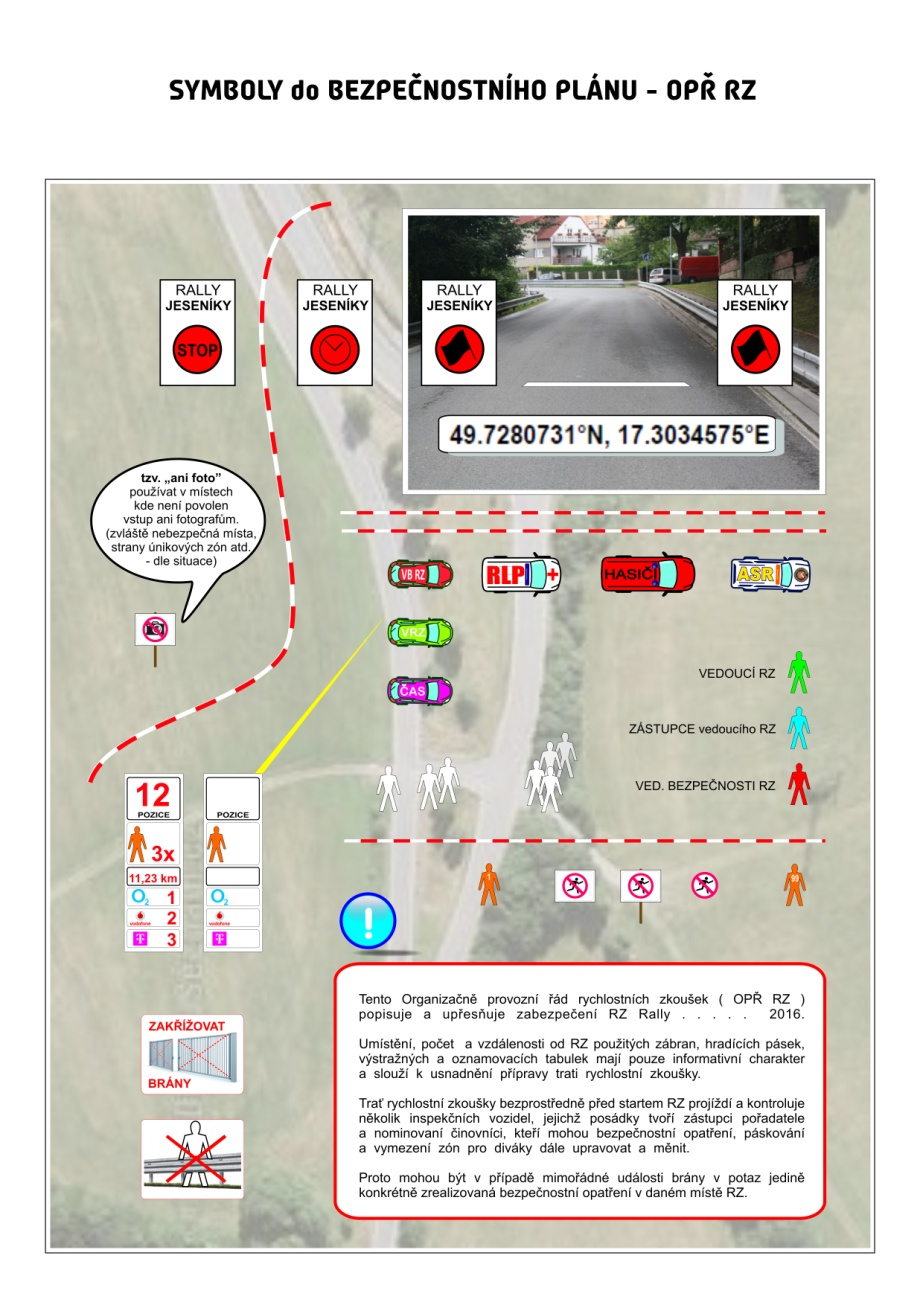 SYMBOLY do BEZPEČNOSTNÍHO PLÁNU - OPŘ RZ
RALLY
JESENÍKY
STOP
RALLY
JESENÍKY
RALLY
JESENÍKY
RALLY
JESENÍKY
49.7280731°N, 17.3034575°E
tzv. „ani foto”
používat v místech
kde není povolen
vstup ani fotografům.
(zvláště nebezpečná místa,
strany únikových zón atd.
- dle situace)
VB RZ
RLP
HASIČI
ASR
VRZ
ČAS
VEDOUCÍ RZ
ZÁSTUPCE vedoucího RZ
VED. BEZPEČNOSTI RZ
12
POZICE
3x
11,23 km
O2 1
vodafone 2
T 3
POZICE
O2
vodafone
T
99
!
ZAKŘÍŽOVAT
BRÁNY
Tento Organizačně provozní řád rychlostních zkoušek ( OPŘ RZ )
popisuje a upřesňuje zabezpečení RZ Rally . . . . . 2016.
Umístění, počet a vzdálenosti od RZ použitých zábran, hradících pásek,
výstražných a oznamovacích tabulek mají pouze informativní charakter
a slouží k usnadnění přípravy trati rychlostní zkoušky.
Trať rychlostní zkoušky bezprostředně před startem RZ projíždí a kontroluje
několik inspekčních vozidel, jejichž posádky tvoří zástupci pořadatele
a nominovaní činovníci, kteří mohou bezpečnostní opatření, páskování
a vymezení zón pro diváky dále upravovat a měnit.
Proto mohou být v případě mimořádné události brány v potaz jedině
konkrétně zrealizovaná bezpečnostní opatření v daném místě RZ.